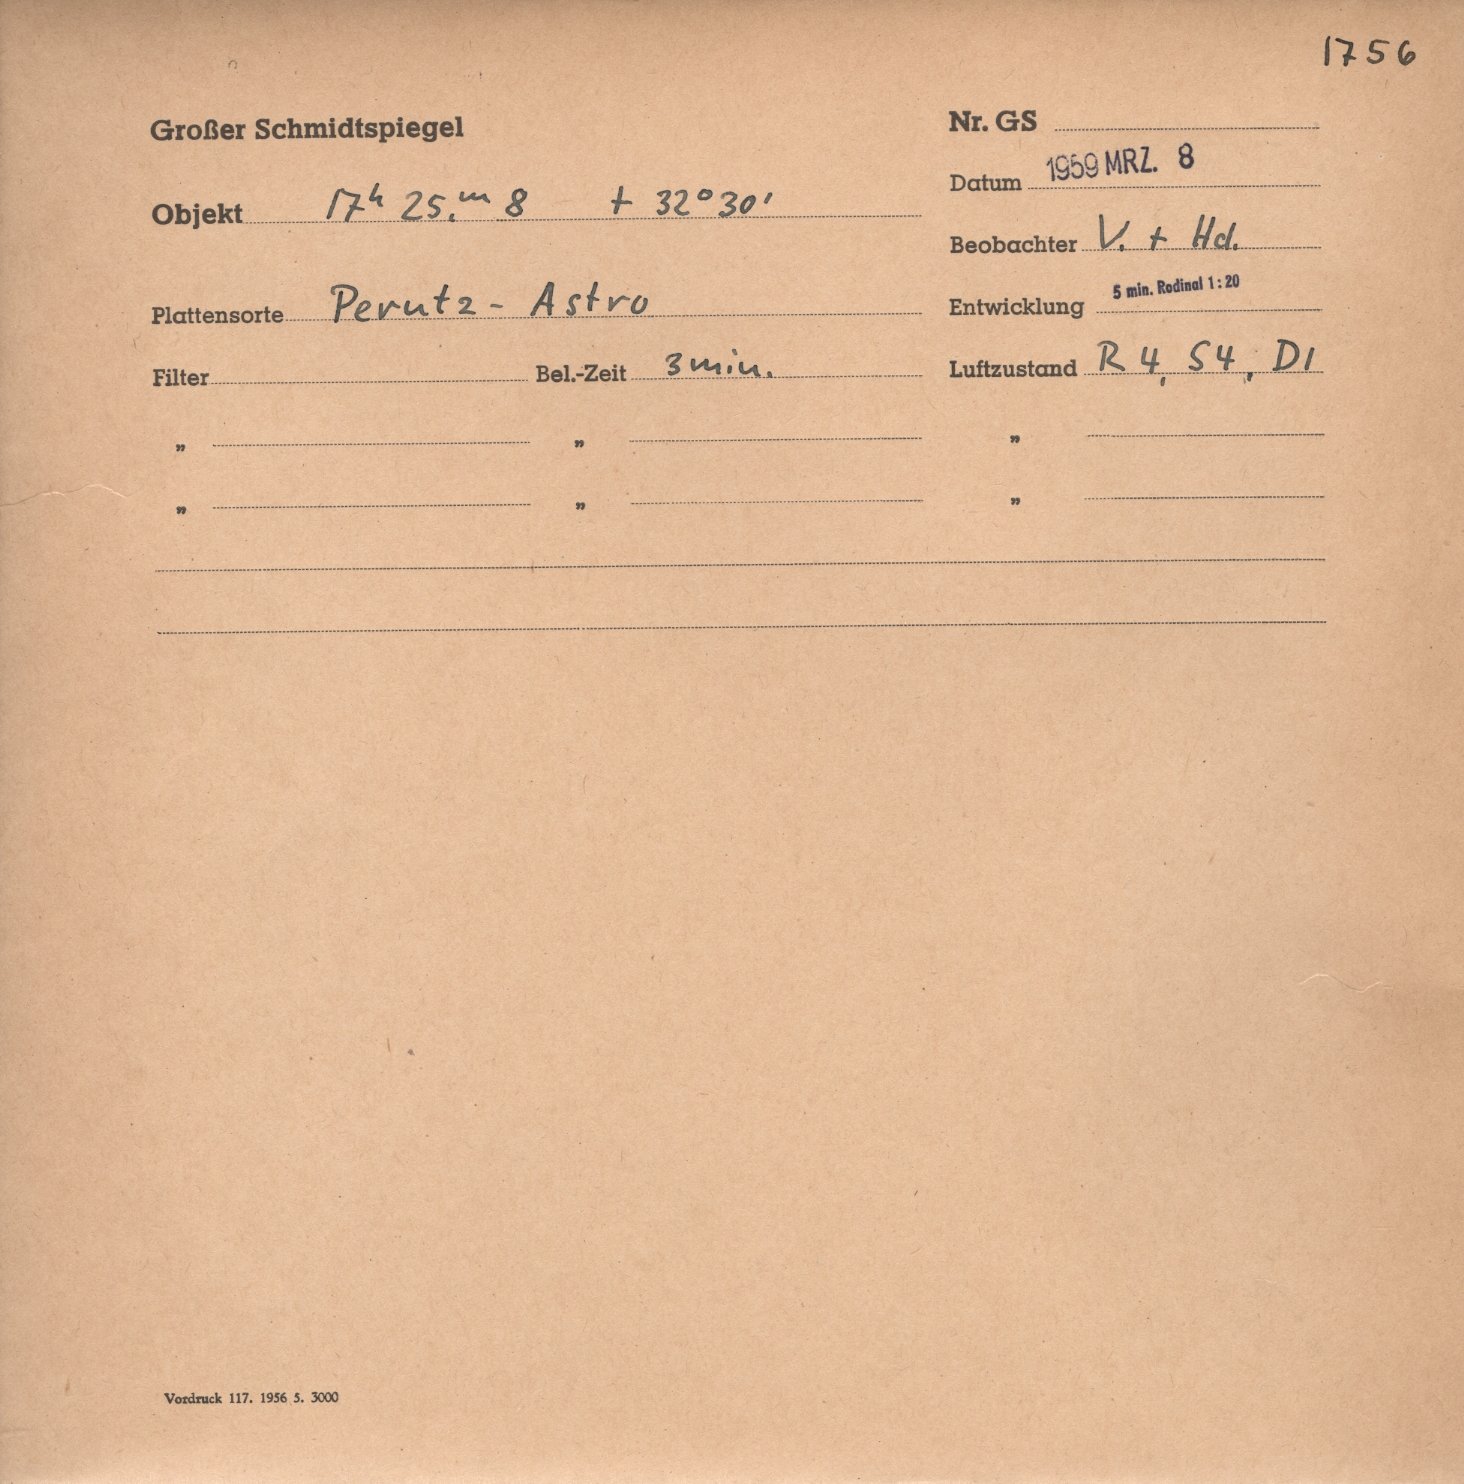 1756
Großer Schmidtspiegel
Nr. GS
Datum 1959 MRZ. 8
Objekt 17ʰ 25.ᵐ 8 + 32° 30'
Beobachter V. + Hd.
Plattensorte Perutz - Astro
Entwicklung 5 min. Rodinal 1:20
Filter Bel.-Zeit 3 min. Luftzustand R 4, S 4, D1
„ „ „
„ „ „
Vordruck 117. 1956 5. 3000